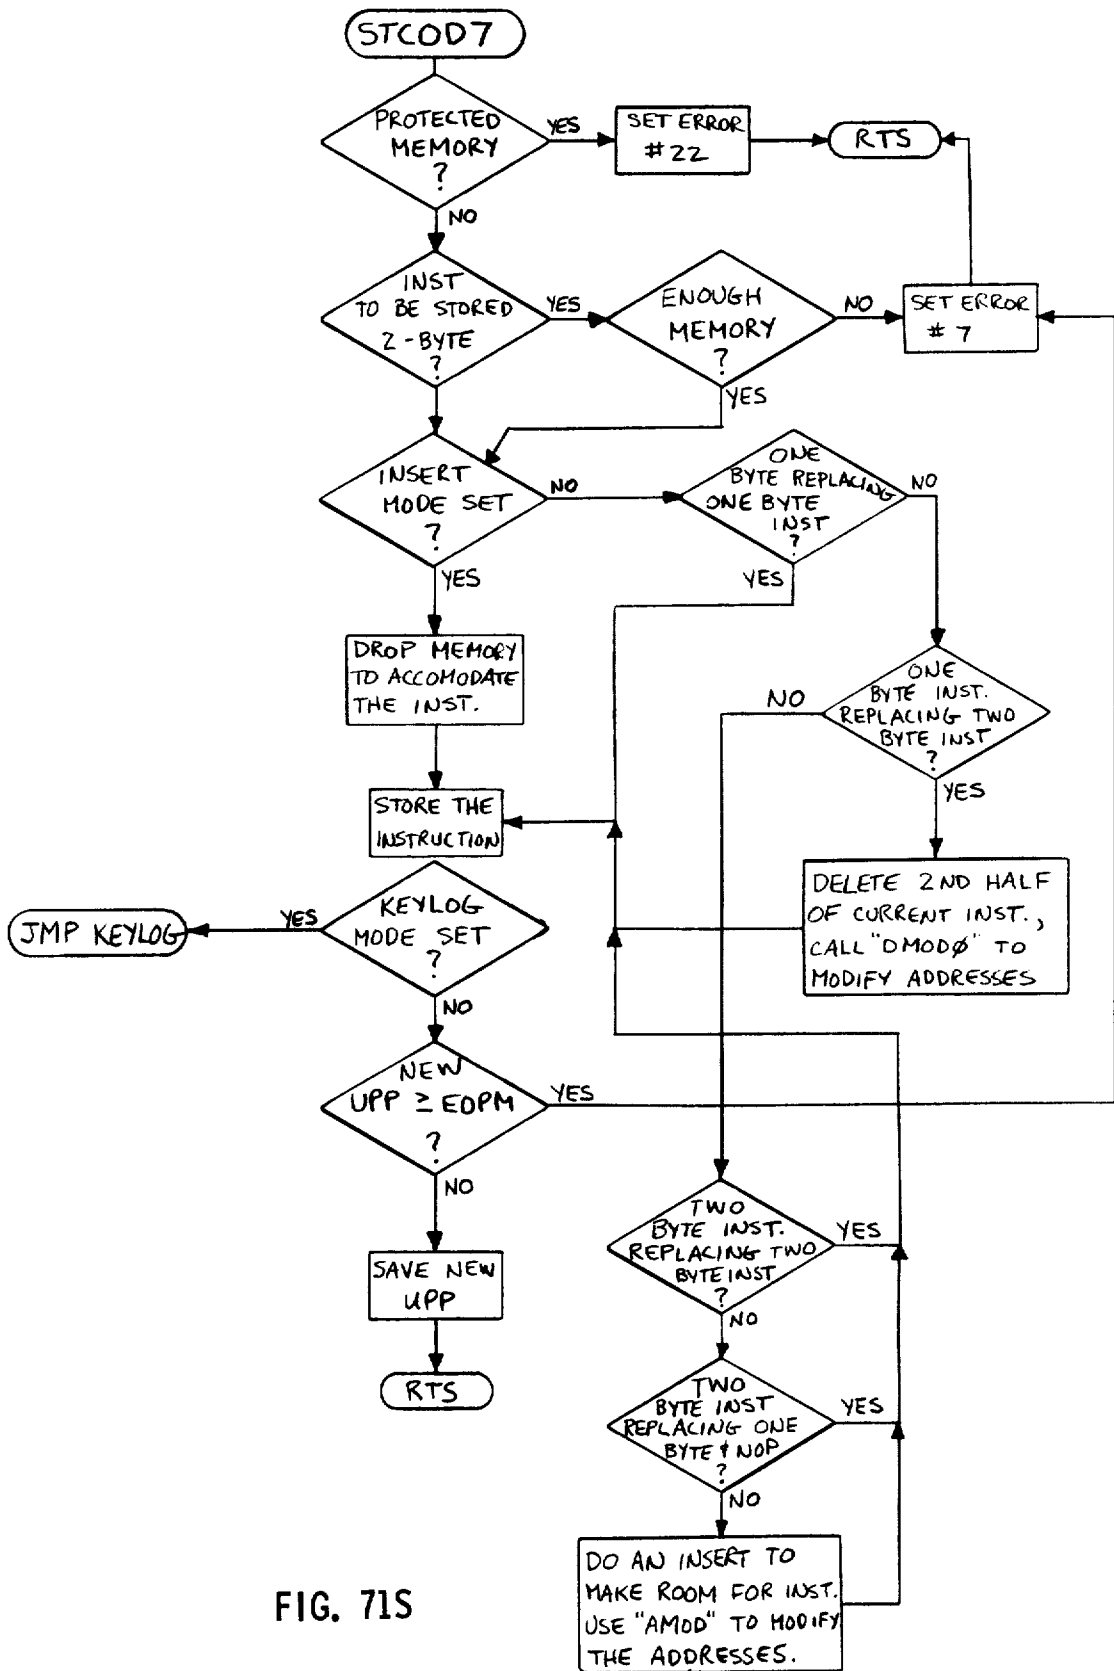 STCOD7
PROTECTED
MEMORY
?
YES
SET ERROR
#22
RTS
NO
INST
TO BE STORED
2-BYTE
?
YES
ENOUGH
MEMORY
?
NO
SET ERROR
#7
YES
INSERT
MODE SET
?
NO
ONE
BYTE REPLACING
ONE BYTE
INST
?
NO
YES
YES
DROP MEMORY
TO ACCOMODATE
THE INST.
ONE
BYTE INST.
REPLACING TWO
BYTE INST
?
NO
YES
STORE THE
INSTRUCTION
DELETE 2ND HALF
OF CURRENT INST.,
CALL "DMODØ" TO
MODIFY ADDRESSES
KEYLOG
MODE SET
?
YES
JMP KEYLOG
NO
NEW
UPP ≥ EOPM
?
YES
NO
SAVE NEW
UPP
RTS
TWO
BYTE INST.
REPLACING TWO
BYTE INST
?
YES
NO
TWO
BYTE INST
REPLACING ONE
BYTE & NOP
?
YES
NO
DO AN INSERT TO
MAKE ROOM FOR INST.
USE "AMOD" TO MODIFY
THE ADDRESSES.
FIG. 71S